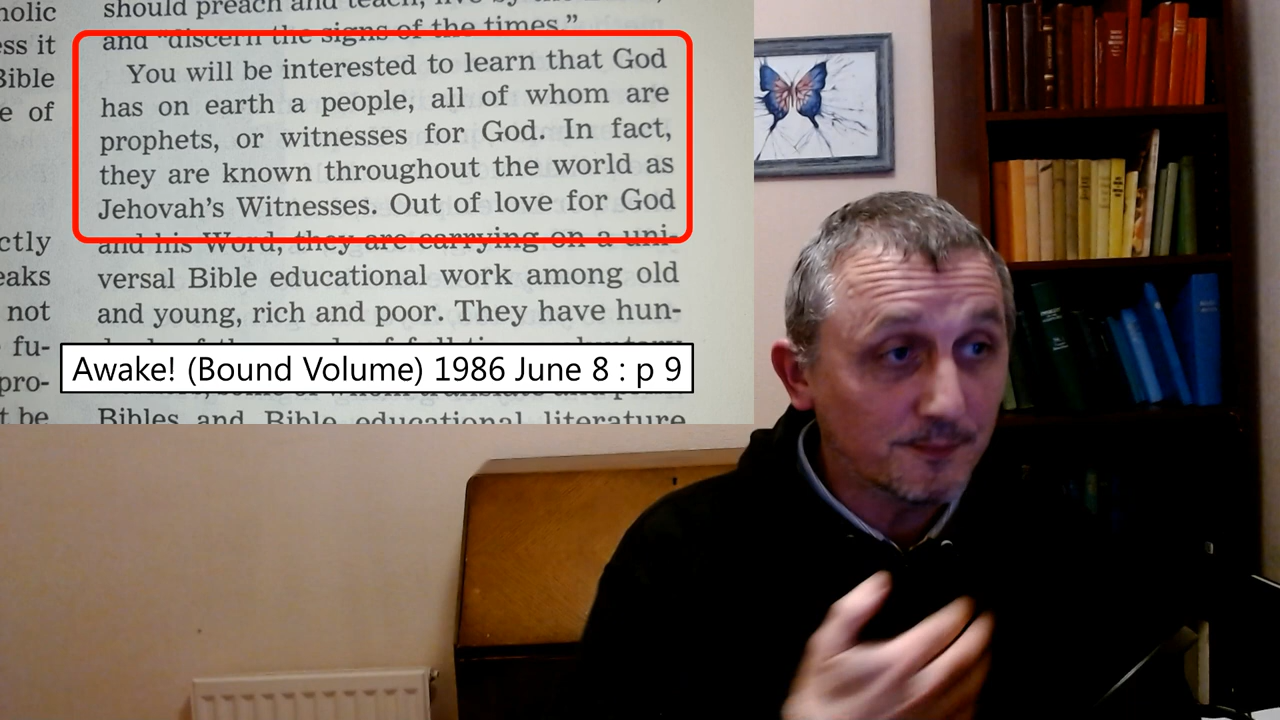 ess it
Bible
e of
ctly
eaks
not
fu-
pro-
t be
should preach and teach, live by the
and "discern the signs of the times."
You will be interested to learn that God
has on earth a people, all of whom are
prophets, or witnesses for God. In fact,
they are known throughout the world as
Jehovah's Witnesses. Out of love for God
and his Word, they are carrying on a uni-
versal Bible educational work among old
and young, rich and poor. They have hun-
Awake! (Bound Volume) 1986 June 8 : p 9
Bibles and Bible educational literature